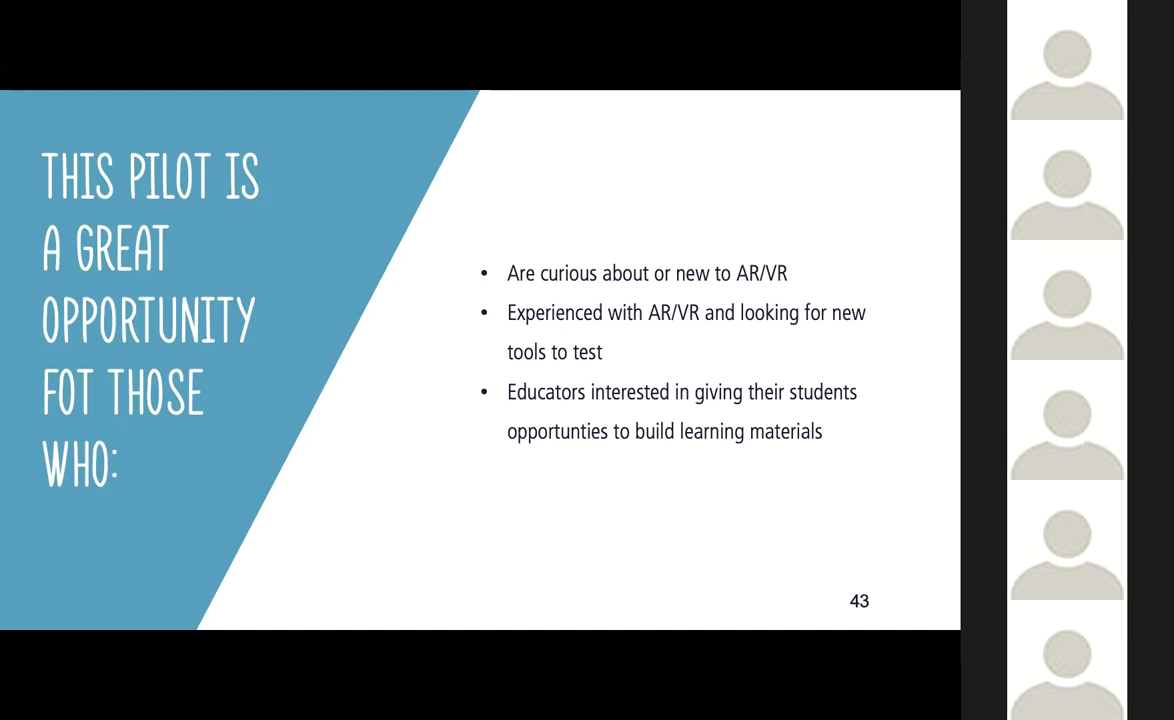 THIS PILOT IS
A GREAT
OPPORTUNITY
FOT THOSE
WHO:
• Are curious about or new to AR/VR
• Experienced with AR/VR and looking for new
tools to test
• Educators interested in giving their students
opportunties to build learning materials
43